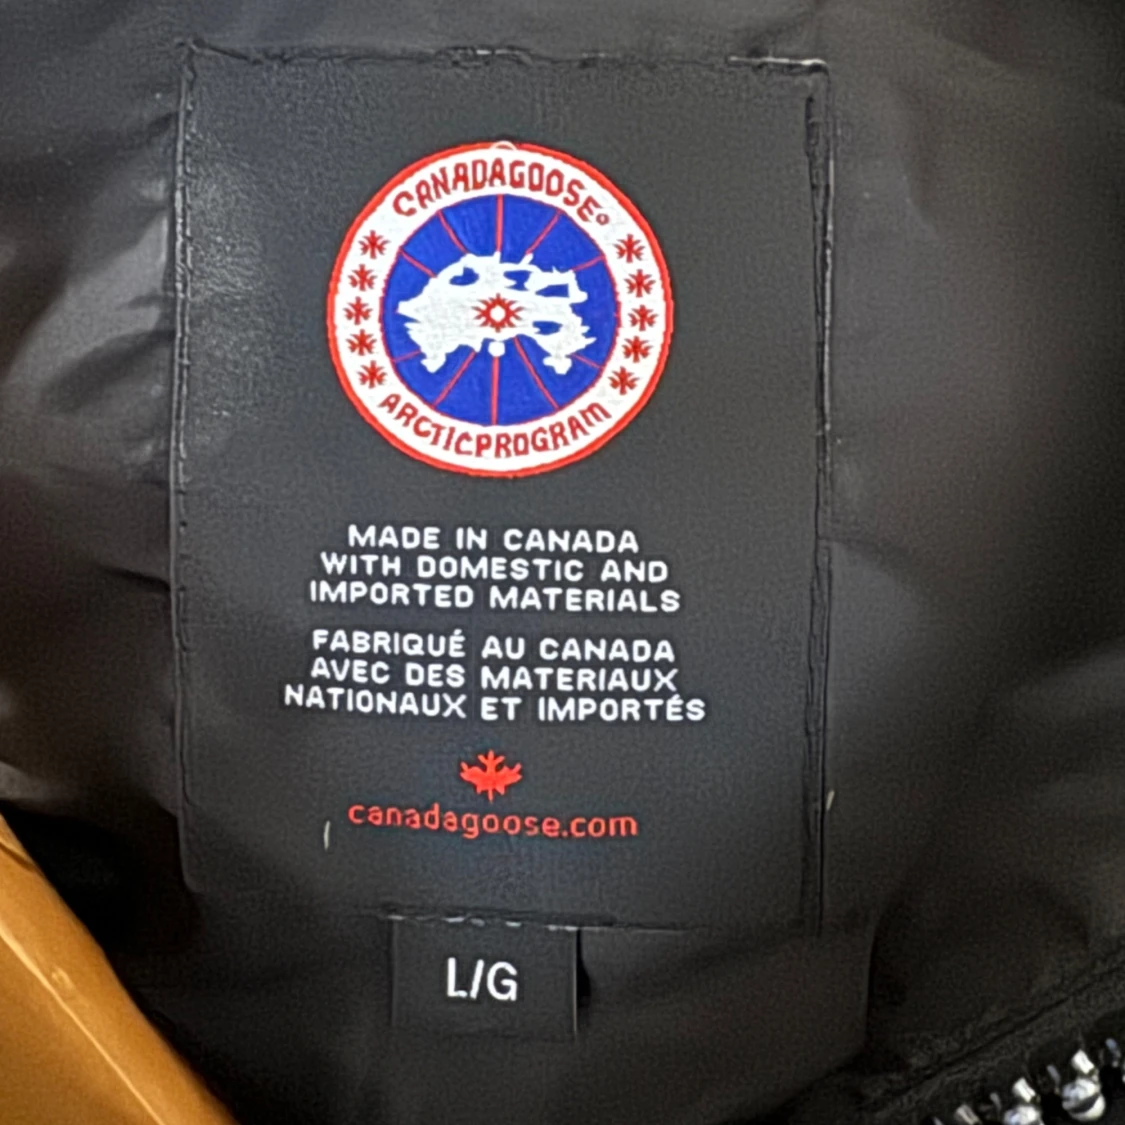 CANADAGOOSE®
ARCTICPROGRAM
MADE IN CANADA
WITH DOMESTIC AND
IMPORTED MATERIALS
FABRIQUÉ AU CANADA
AVEC DES MATERIAUX
NATIONAUX ET IMPORTÉS
canadagoose.com
L/G